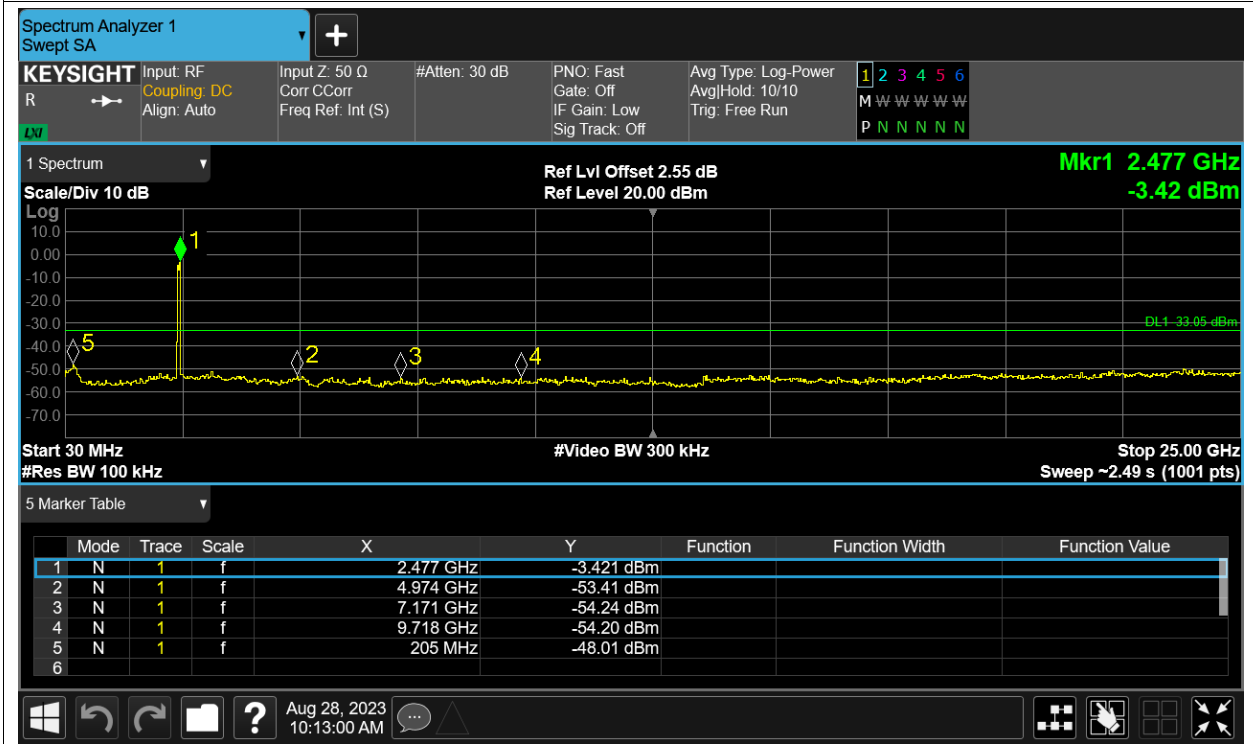 Spectrum Analyzer 1
Swept SA
+
KEYSIGHT
R
LXI
Input: RF
Coupling: DC
Align: Auto
Input Z: 50 Ω
Corr CCorr
Freq Ref: Int (S)
#Atten: 30 dB
PNO: Fast
Gate: Off
IF Gain: Low
Sig Track: Off
Avg Type: Log-Power
Avg|Hold: 10/10
Trig: Free Run
1 2 3 4 5 6
M W W W W W
P N N N N N
1 Spectrum
Scale/Div 10 dB
Ref Lvl Offset 2.55 dB
Ref Level 20.00 dBm
Mkr1 2.477 GHz
-3.42 dBm
Log
10.0
0.00
-10.0
-20.0
-30.0
-40.0
-50.0
-60.0
-70.0
1
5
2
3
4
DL1 -33.05 dBm
Start 30 MHz
#Video BW 300 kHz
Stop 25.00 GHz
#Res BW 100 kHz
Sweep ~2.49 s (1001 pts)
5 Marker Table
Mode Trace Scale X Y Function Function Width Function Value
1 N 1 f 2.477 GHz -3.421 dBm
2 N 1 f 4.974 GHz -53.41 dBm
3 N 1 f 7.171 GHz -54.24 dBm
4 N 1 f 9.718 GHz -54.20 dBm
5 N 1 f 205 MHz -48.01 dBm
6
?
Aug 28, 2023
10:13:00 AM